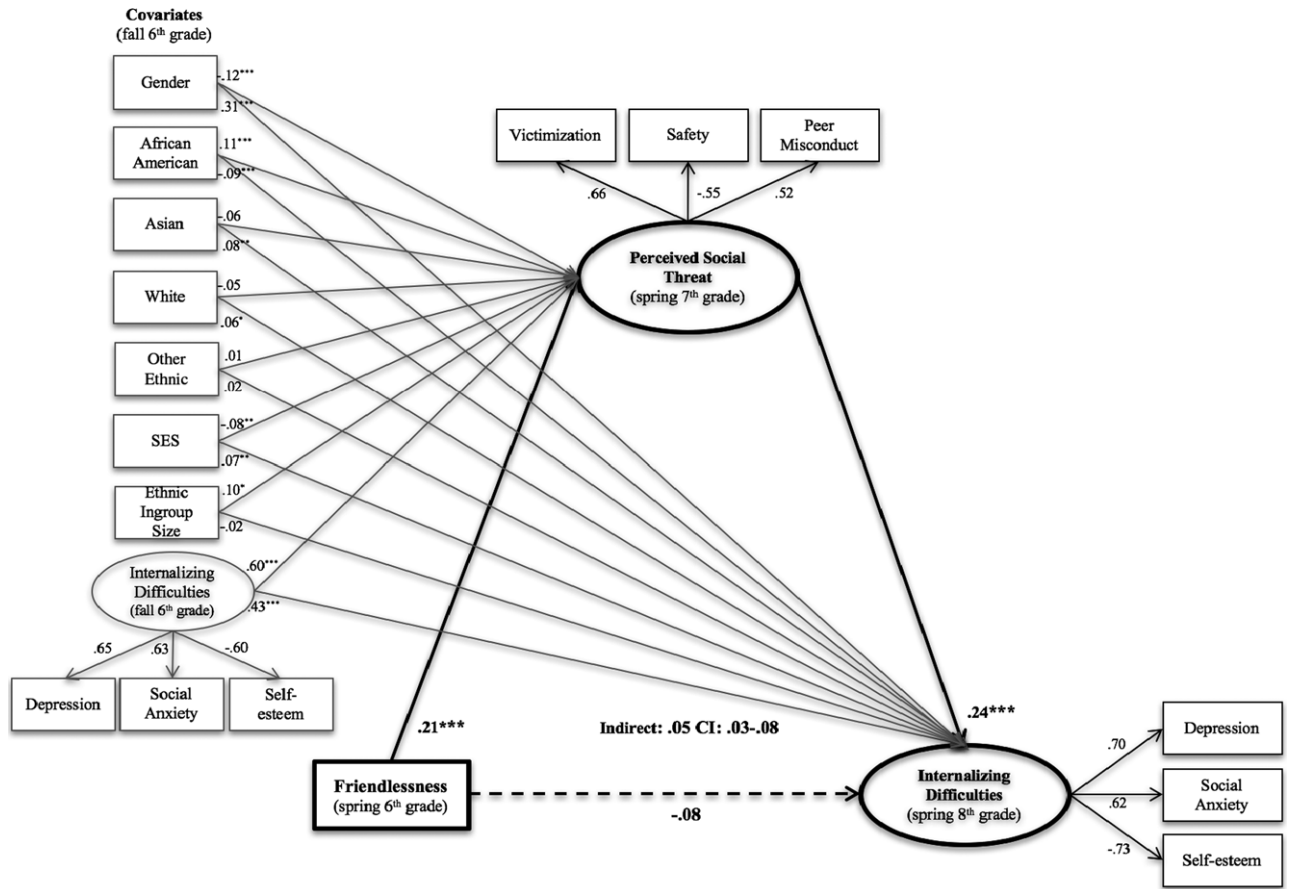 Covariates
(fall 6th grade)
Gender
-.12***
.31***
African
American
.11***
-.09***
Asian
-.06
.08**
White
-.05
.06*
Other
Ethnic
.01
.02
SES
-.08**
.07**
Ethnic
Ingroup
Size
.10*
-.02
Internalizing
Difficulties
(fall 6th grade)
.60***
.43***
.65
.63
-.60
Depression
Social
Anxiety
Self-
esteem
Victimization
Safety
Peer
Misconduct
.66
-.55
.52
Perceived Social
Threat
(spring 7th grade)
.21***
Indirect: .05 CI: .03-.08
.24***
Friendlessness
(spring 6th grade)
-.08
Internalizing
Difficulties
(spring 8th grade)
.70
.62
-.73
Depression
Social
Anxiety
Self-esteem